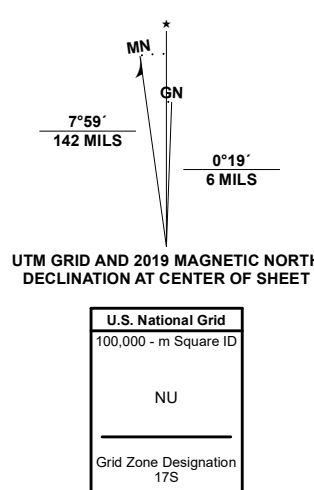 MN
GN
7°59´
142 MILS
0°19´
6 MILS
UTM GRID AND 2019 MAGNETIC NORTH
DECLINATION AT CENTER OF SHEET
U.S. National Grid
100,000 - m Square ID
NU
Grid Zone Designation
17S